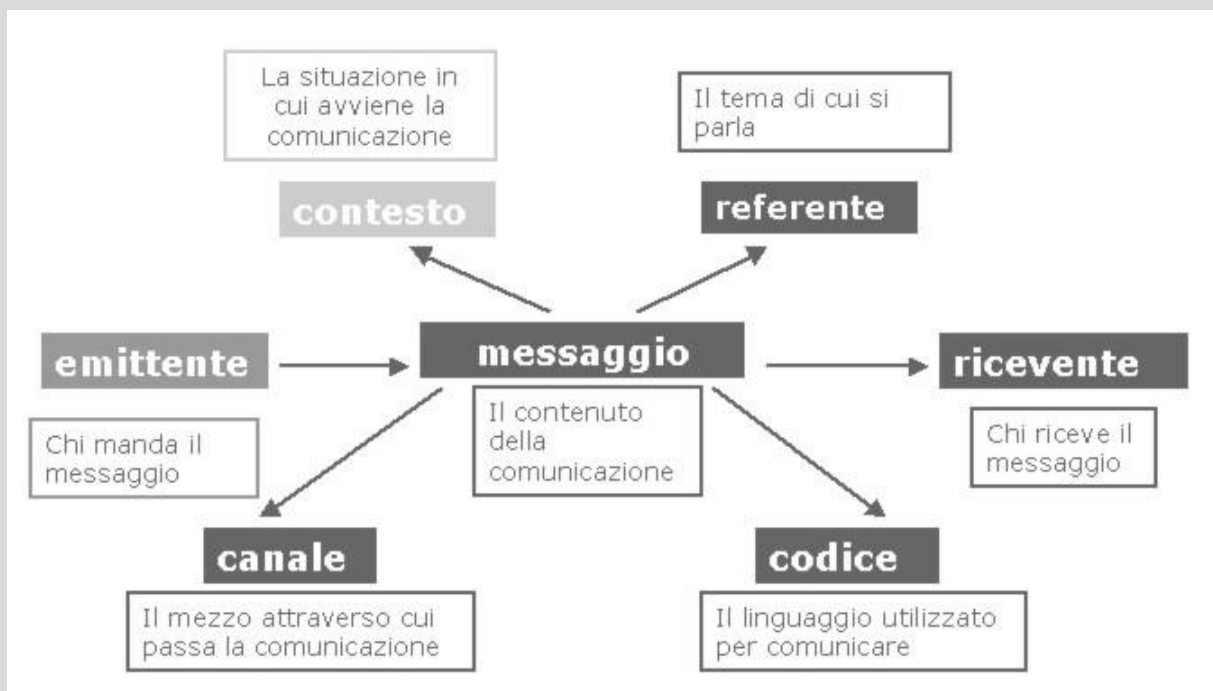 La situazione in
cui avviene la
comunicazione
Il tema di cui si
parla
contesto
referente
emittente
messaggio
ricevente
Chi manda il
messaggio
Il contenuto
della
comunicazione
Chi riceve il
messaggio
canale
codice
Il mezzo attraverso cui
passa la comunicazione
Il linguaggio utilizzato
per comunicare